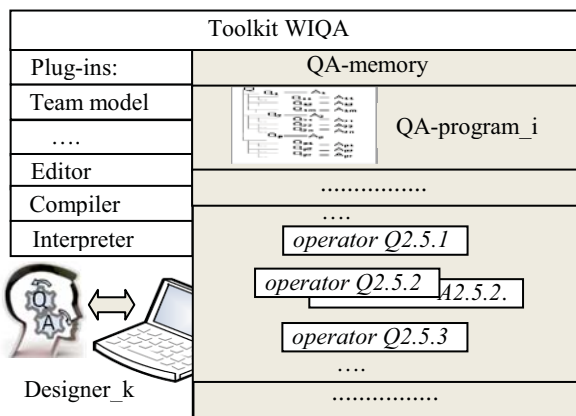 Toolkit WIQA
Plug-ins:
QA-memory
Team model
QA-program_i
….
Editor
................
Compiler
….
Interpreter
operator Q2.5.1
operator Q2.5.2
A2.5.2.
Q
A
operator Q2.5.3
….
Designer_k
................